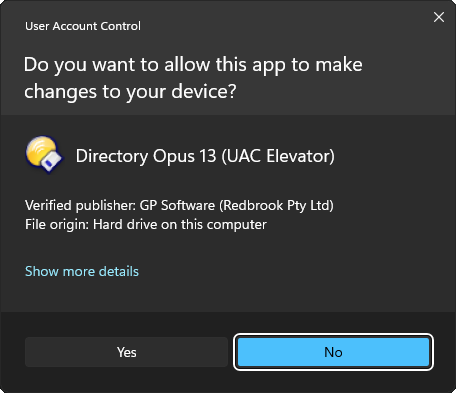 User Account Control
Do you want to allow this app to make
changes to your device?
Directory Opus 13 (UAC Elevator)
Verified publisher: GP Software (Redbrook Pty Ltd)
File origin: Hard drive on this computer
Show more details
Yes
No